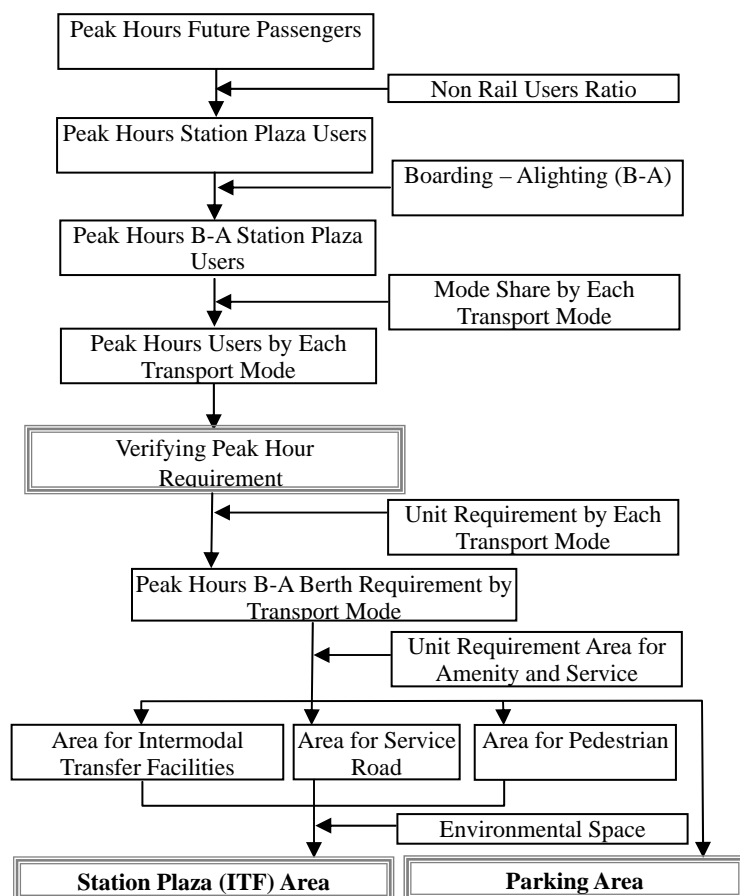 Peak Hours Future Passengers
Non Rail Users Ratio
Peak Hours Station Plaza Users
Boarding – Alighting (B-A)
Peak Hours B-A Station Plaza
Users
Mode Share by Each
Transport Mode
Peak Hours Users by Each
Transport Mode
Verifying Peak Hour
Requirement
Unit Requirement by Each
Transport Mode
Peak Hours B-A Berth Requirement by
Transport Mode
Unit Requirement Area for
Amenity and Service
Area for Intermodal
Transfer Facilities
Area for Service
Road
Area for Pedestrian
Environmental Space
Station Plaza (ITF) Area
Parking Area